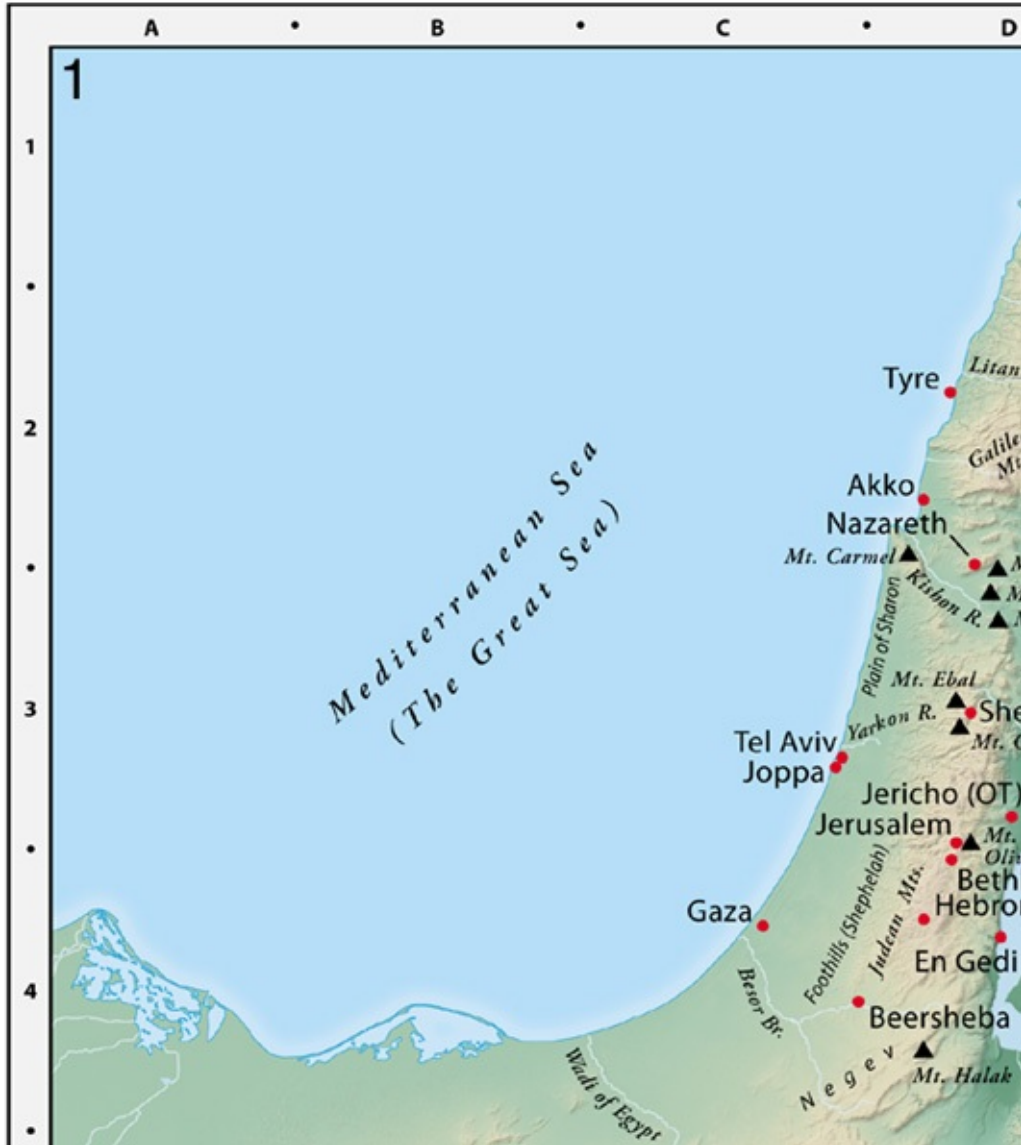 A • B • C • D
1
1
•
2
•
3
•
4
•
Tyre
Akko
Nazareth
Mt. Carmel
Kishon R.
Plain of Sharon
Mediterranean Sea
(The Great Sea)
Mt. Ebal
Yarkon R.
Tel Aviv
Joppa
Jericho (OT)
Jerusalem
Mt.
Foothills (Shephelah)
Judean Mts.
Gaza
En Gedi
Besor Br.
Beersheba
Negev
Mt. Halak
Wadi of Egypt